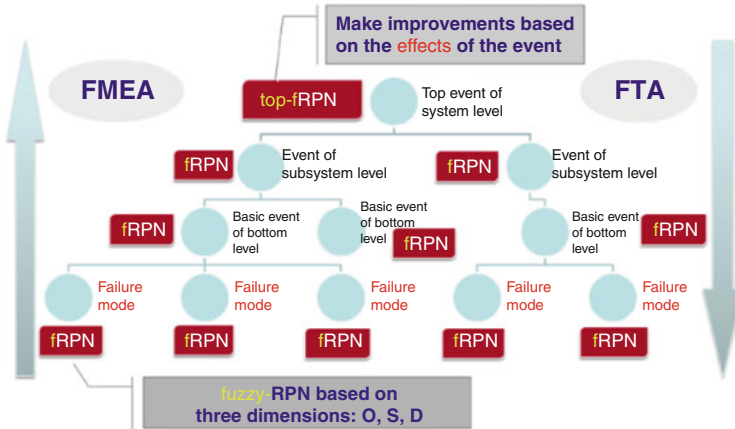 Make improvements based
on the effects of the event
FMEA
FTA
top-fRPN
Top event of
system level
fRPN
Event of
subsystem level
fRPN
Event of
subsystem level
fRPN
Basic event
of bottom
level
Basic event
of bottom
level
fRPN
Basic event
of bottom
level
fRPN
Failure
mode
Failure
mode
Failure
mode
Failure
mode
Failure
mode
fRPN
fRPN
fRPN
fRPN
fRPN
fuzzy-RPN based on
three dimensions: O, S, D